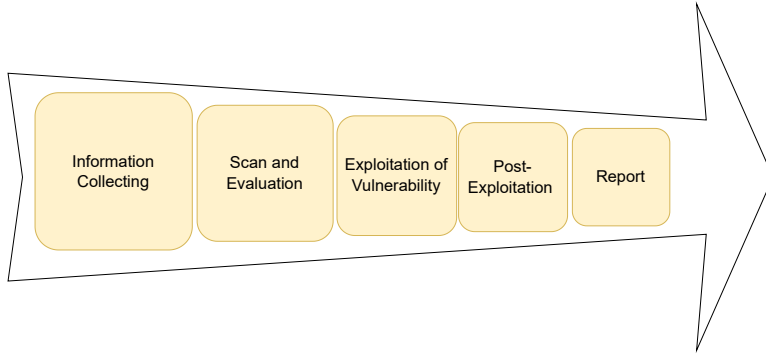 Information
Collecting
Scan and
Evaluation
Exploitation of
Vulnerability
Post-
Exploitation
Report